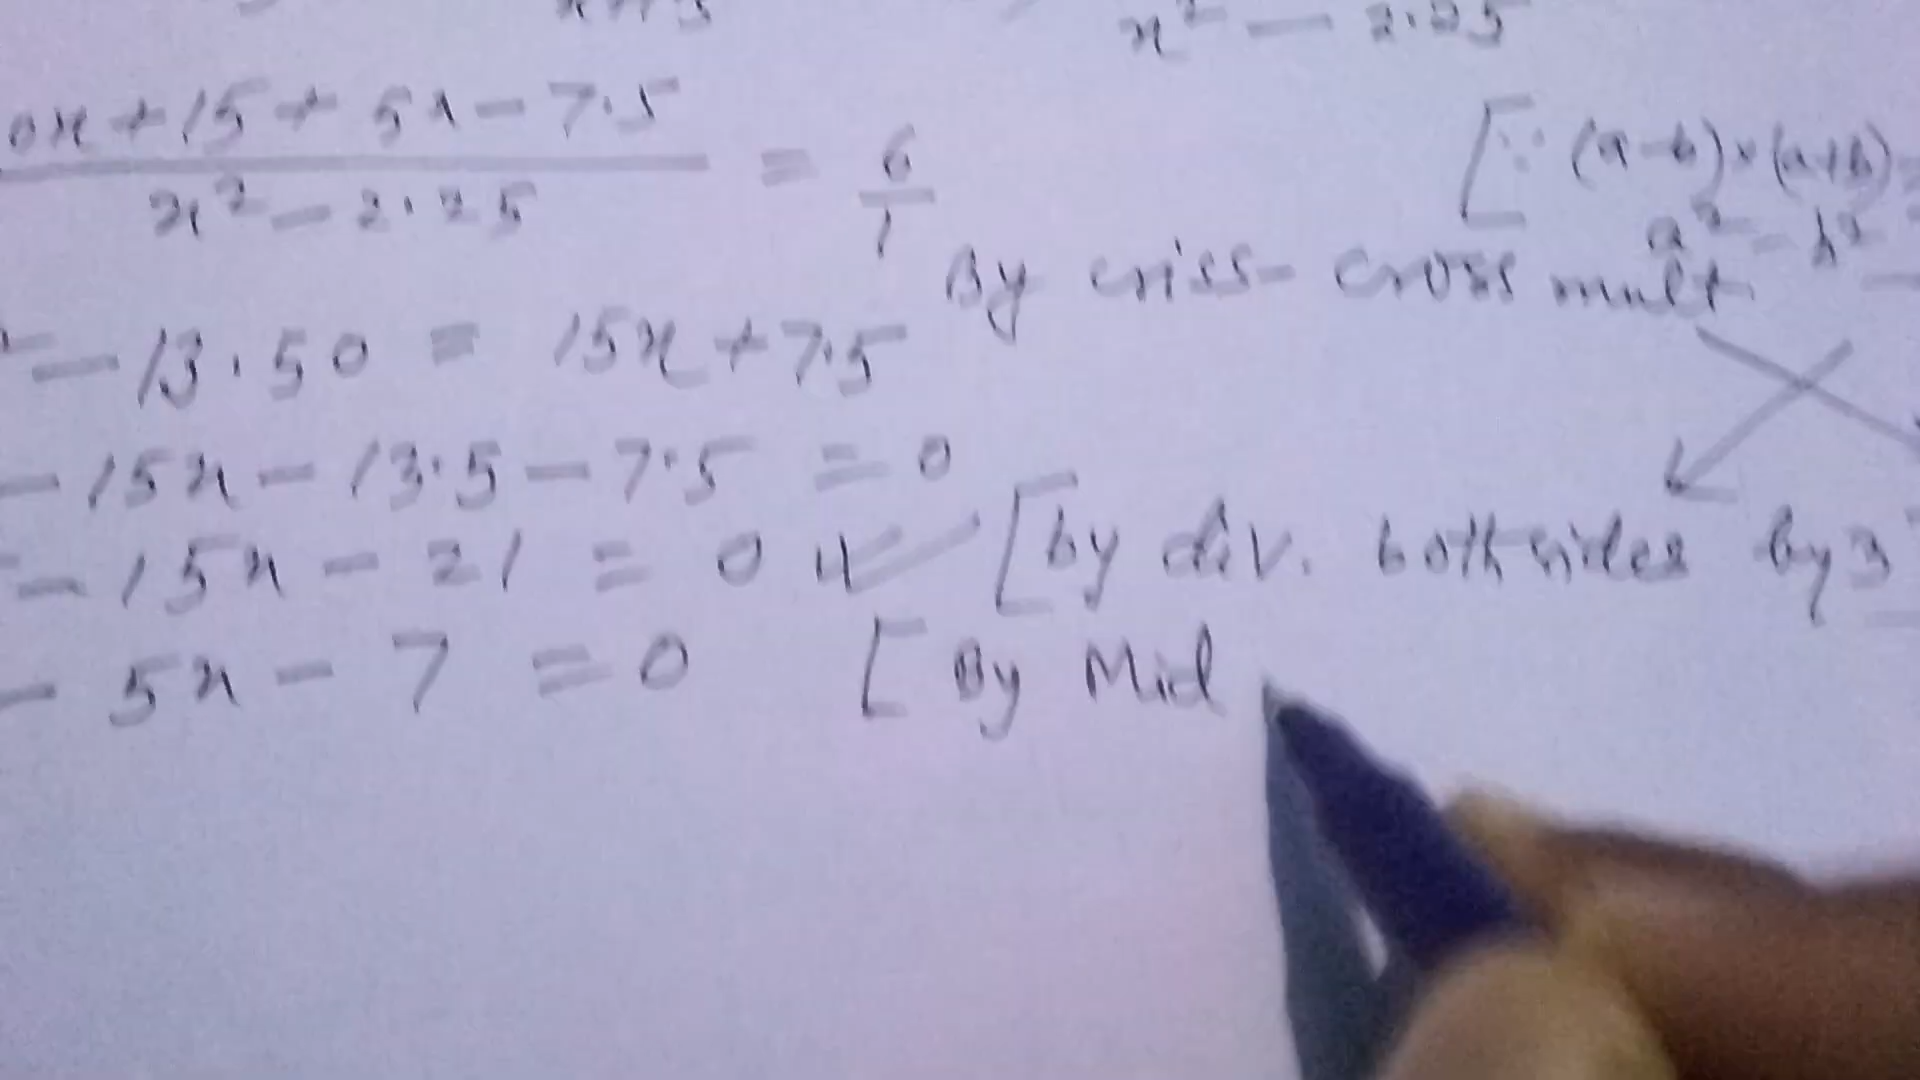 x² - 2.25
x + 15 + 5x - 7.5 / x² - 2.25 = 6/1
[∵ (a-b)×(a+b) =
a² - b²
By criss-cross mult.
- 13.50 = 15x + 7.5
- 15x - 13.5 - 7.5 = 0
- 15x - 21 = 0 [by div. both sides by 3
- 5x - 7 = 0 [By Mid